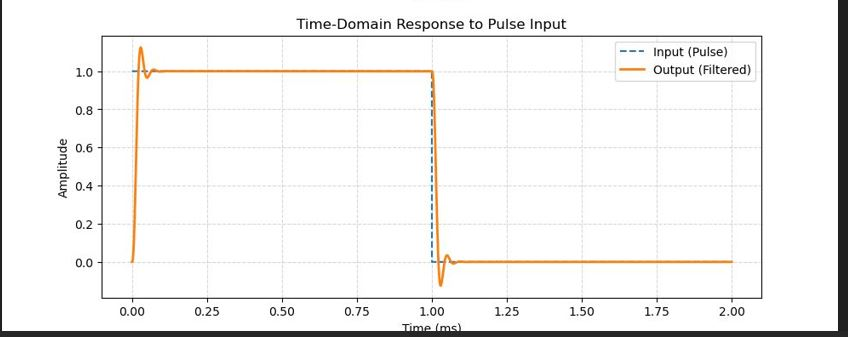 Time-Domain Response to Pulse Input
Input (Pulse)
Output (Filtered)
Amplitude
1.0
0.8
0.6
0.4
0.2
0.0
0.00 0.25 0.50 0.75 1.00 1.25 1.50 1.75 2.00
Time (ms)